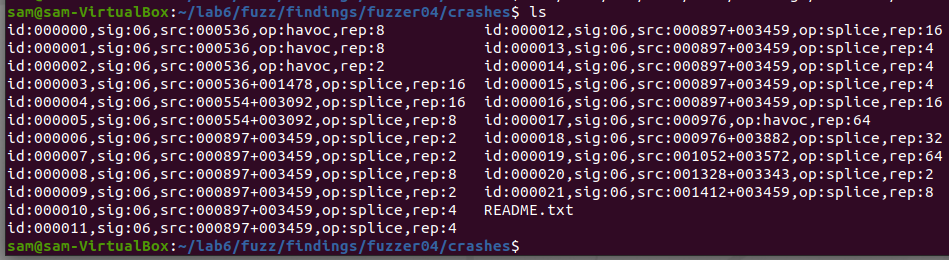 sam@sam-VirtualBox:~/lab6/fuzz/findings/fuzzer04/crashes$ ls
id:000000,sig:06,src:000536,op:havoc,rep:8 id:000012,sig:06,src:000897+003459,op:splice,rep:16
id:000001,sig:06,src:000536,op:havoc,rep:8 id:000013,sig:06,src:000897+003459,op:splice,rep:4
id:000002,sig:06,src:000536,op:havoc,rep:2 id:000014,sig:06,src:000897+003459,op:splice,rep:4
id:000003,sig:06,src:000536+001478,op:splice,rep:16 id:000015,sig:06,src:000897+003459,op:splice,rep:4
id:000004,sig:06,src:000554+003092,op:splice,rep:16 id:000016,sig:06,src:000897+003459,op:splice,rep:16
id:000005,sig:06,src:000554+003092,op:splice,rep:8 id:000017,sig:06,src:000976,op:havoc,rep:64
id:000006,sig:06,src:000897+003459,op:splice,rep:2 id:000018,sig:06,src:000976+003882,op:splice,rep:32
id:000007,sig:06,src:000897+003459,op:splice,rep:2 id:000019,sig:06,src:001052+003572,op:splice,rep:64
id:000008,sig:06,src:000897+003459,op:splice,rep:8 id:000020,sig:06,src:001328+003343,op:splice,rep:2
id:000009,sig:06,src:000897+003459,op:splice,rep:2 id:000021,sig:06,src:001412+003459,op:splice,rep:8
id:000010,sig:06,src:000897+003459,op:splice,rep:4 README.txt
id:000011,sig:06,src:000897+003459,op:splice,rep:4
sam@sam-VirtualBox:~/lab6/fuzz/findings/fuzzer04/crashes$